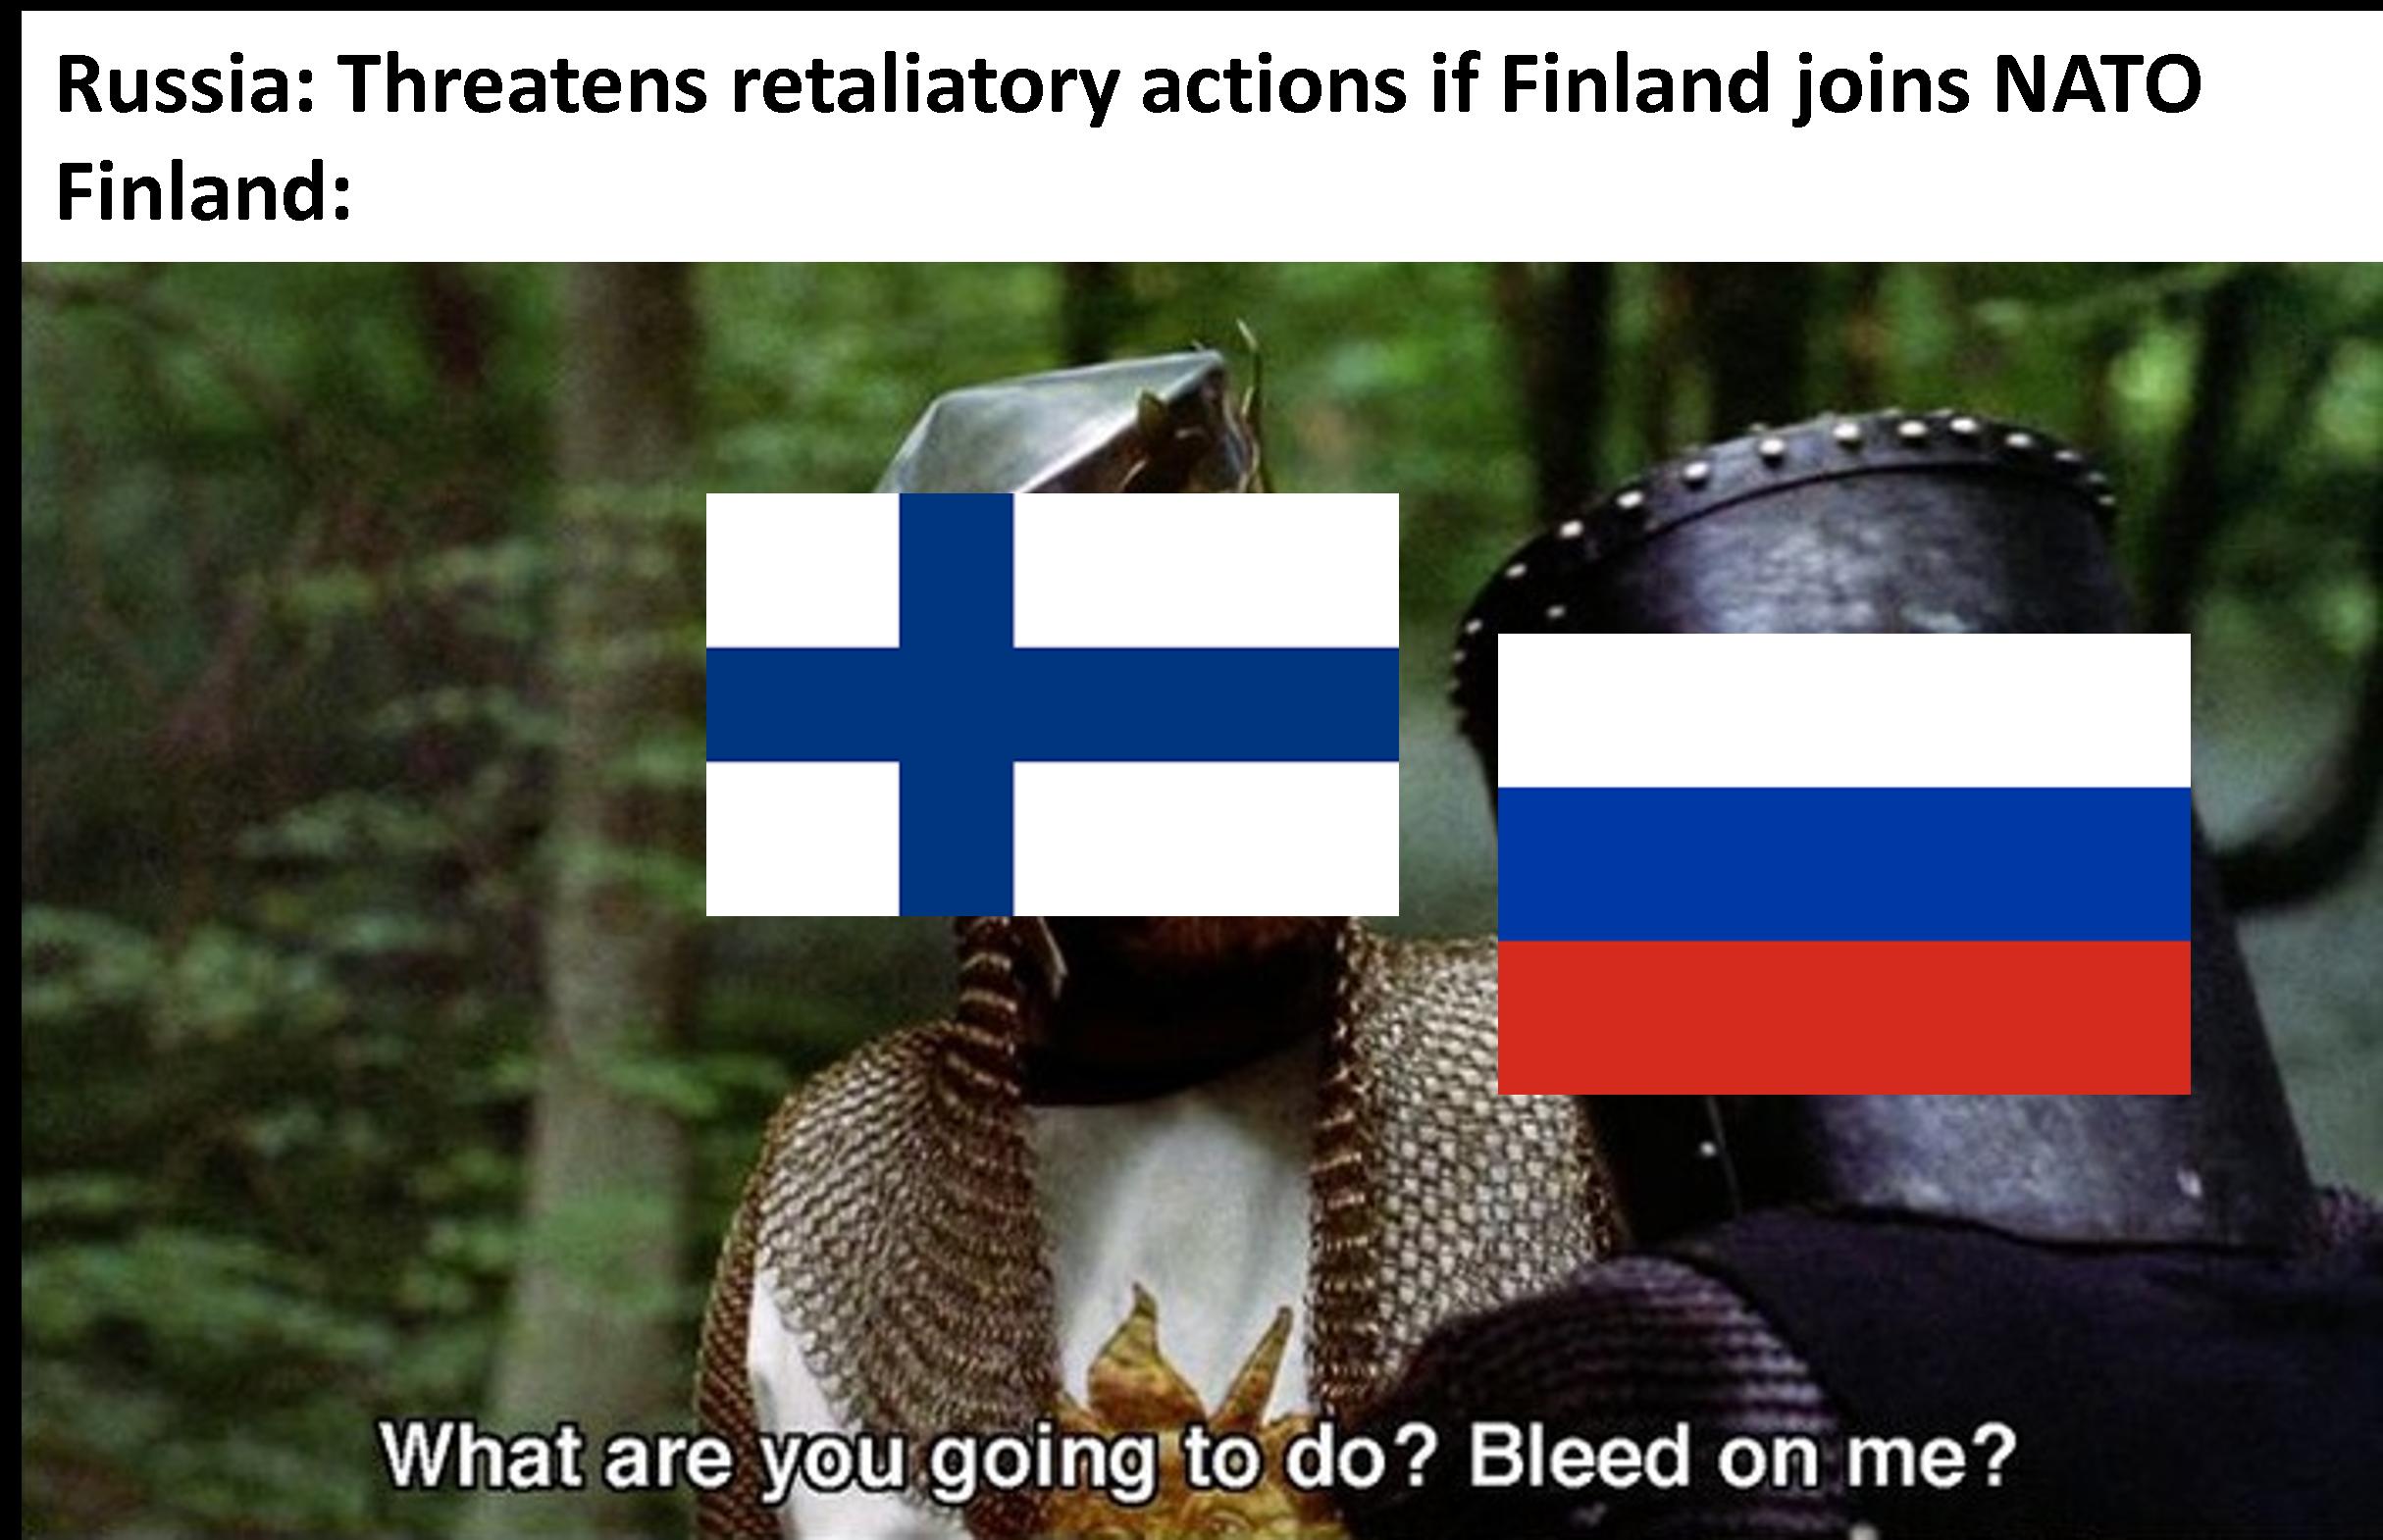 Russia: Threatens retaliatory actions if Finland joins NATO
Finland:
What are you going to do? Bleed on me?